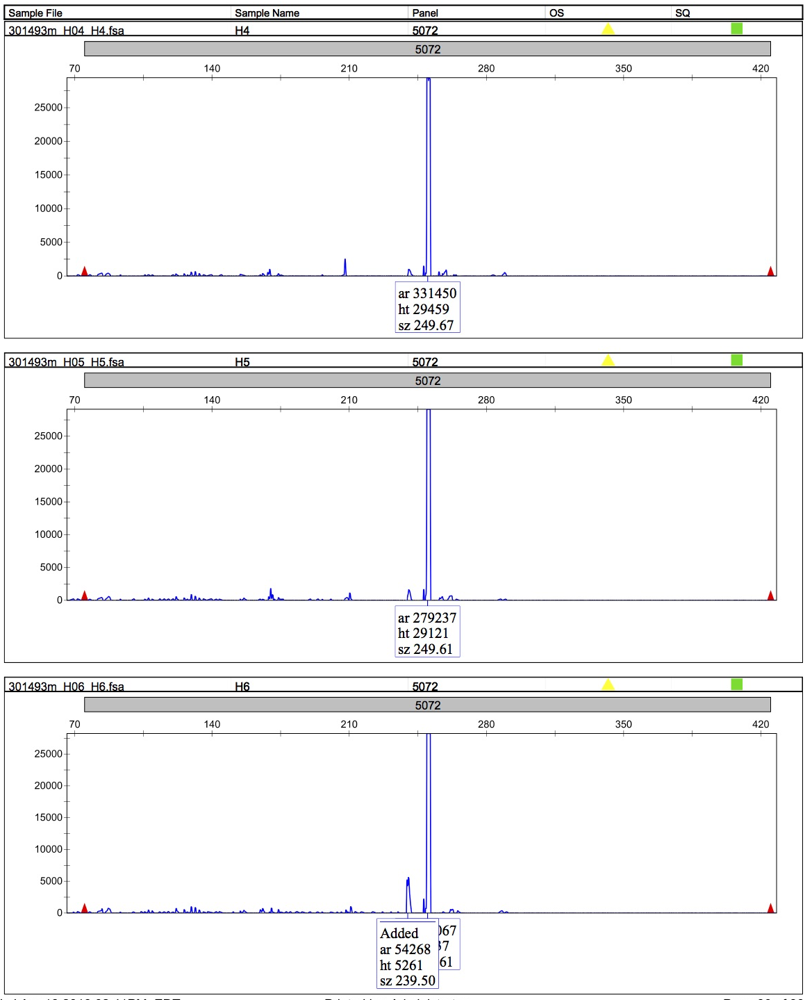 Sample File Sample Name Panel OS SQ
301493m_H04_H4.fsa H4 5072
5072
70 140 210 280 350 420
25000
20000
15000
10000
5000
0
ar 331450
ht 29459
sz 249.67
301493m_H05_H5.fsa H5 5072
5072
70 140 210 280 350 420
25000
20000
15000
10000
5000
0
ar 279237
ht 29121
sz 249.61
301493m_H06_H6.fsa H6 5072
5072
70 140 210 280 350 420
25000
20000
15000
10000
5000
0
Added 067
ar 54268 37
ht 5261 61
sz 239.50